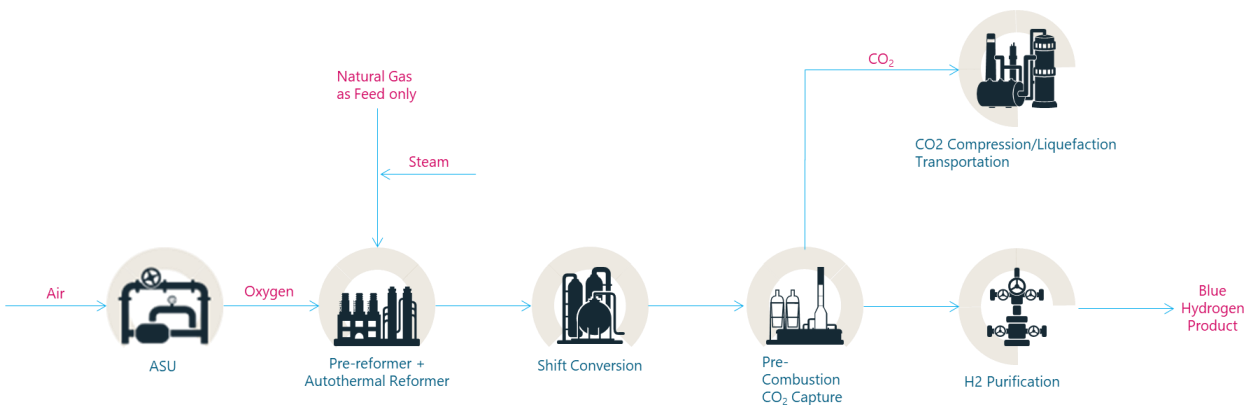 CO₂
Natural Gas
as Feed only
CO2 Compression/Liquefaction
Transportation
Steam
Air
Oxygen
Blue
Hydrogen
Product
ASU
Pre-reformer +
Autothermal Reformer
Shift Conversion
Pre-
Combustion
CO₂ Capture
H2 Purification